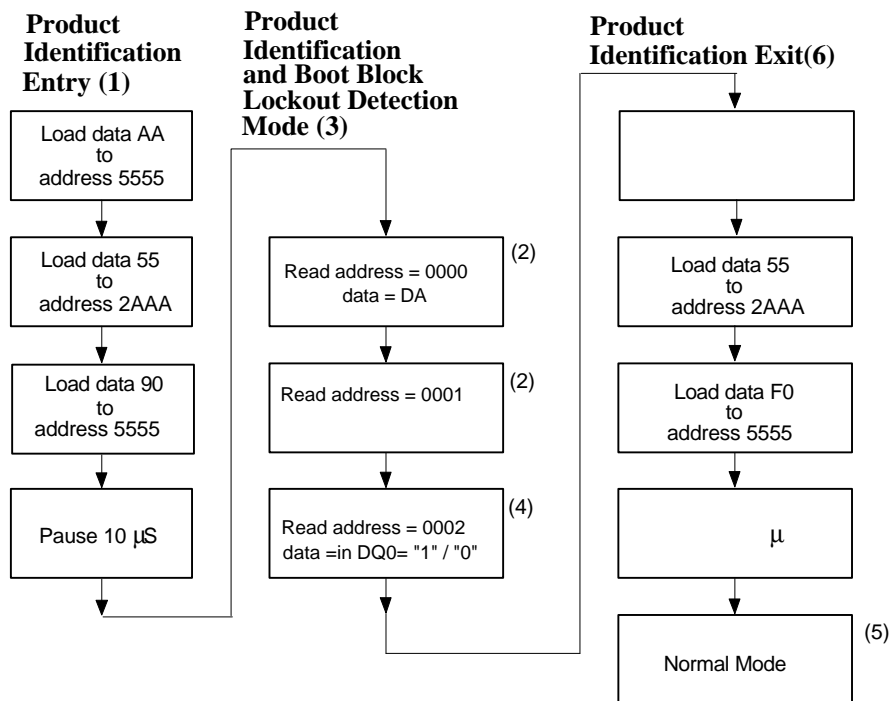 Product
Identification
Entry (1)
Load data AA
to
address 5555
Load data 55
to
address 2AAA
Load data 90
to
address 5555
Pause 10 µS
Product
Identification
and Boot Block
Lockout Detection
Mode (3)
Read address = 0000
data = DA
(2)
Read address = 0001
(2)
Read address = 0002
data =in DQ0= "1" / "0"
(4)
Product
Identification Exit(6)
Load data 55
to
address 2AAA
Load data F0
to
address 5555
µ
Normal Mode
(5)